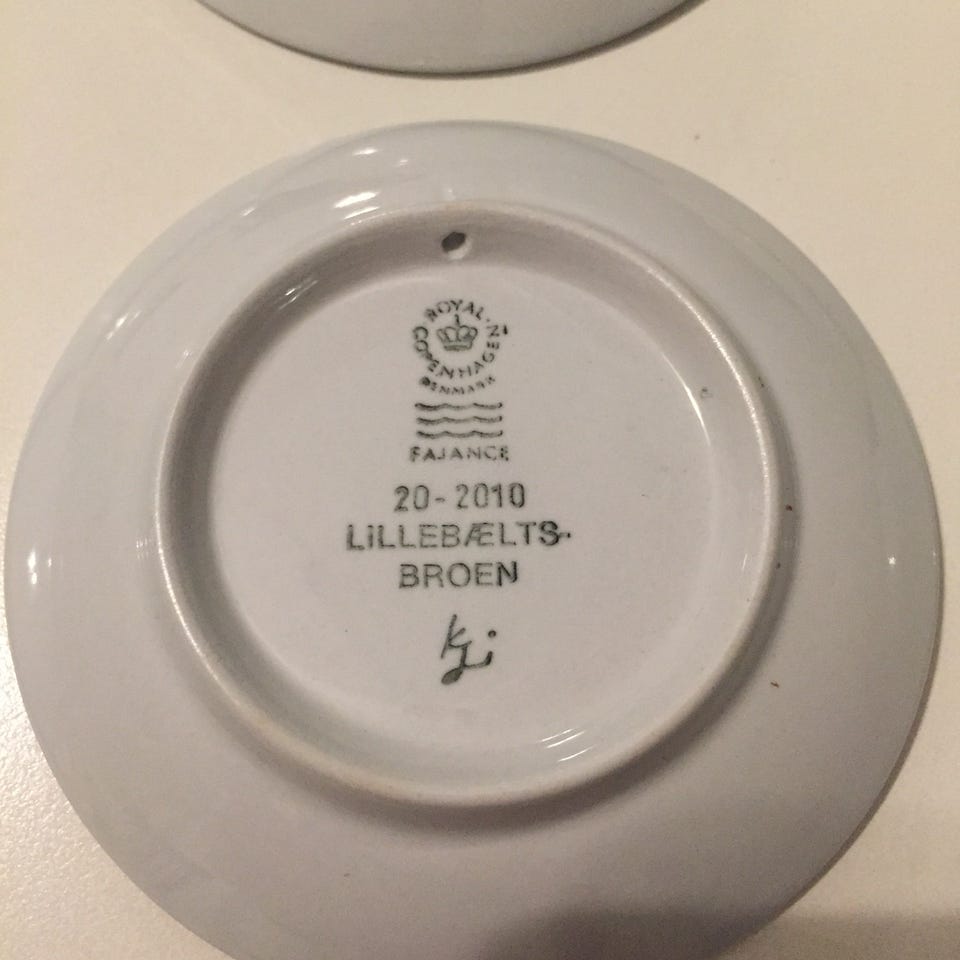 ROYAL·
COPENHAGEN
DENMARK
FAJANCE
20-2010
LILLEBÆLTS-
BROEN